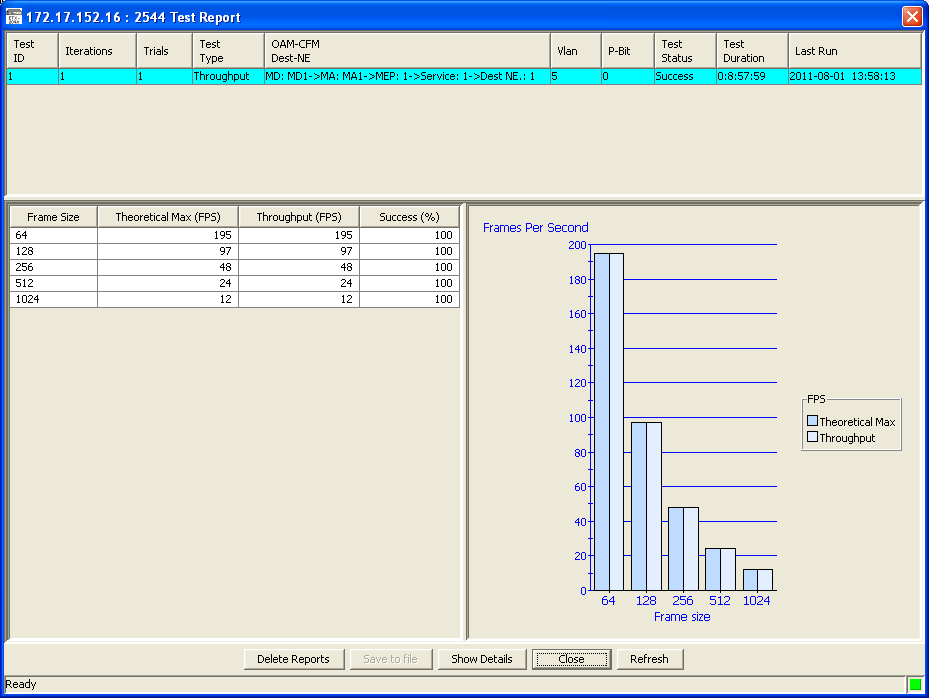 172.17.152.16 : 2544 Test Report
Test ID Iterations Trials Test Type OAM-CFM Dest-NE Vlan P-Bit Test Status Test Duration Last Run
1 1 1 Throughput MD: MD1->MA: MA1->MEP: 1->Service: 1->Dest NE.: 1 5 0 Success 0:8:57:59 2011-08-01 13:58:13
Frame Size Theoretical Max (FPS) Throughput (FPS) Success (%)
64 195 195 100
128 97 97 100
256 48 48 100
512 24 24 100
1024 12 12 100
Frames Per Second
200
180
160
140
120
100
80
60
40
20
0
64 128 256 512 1024
Frame size
FPS
Theoretical Max
Throughput
Delete Reports Save to file Show Details Close Refresh
Ready